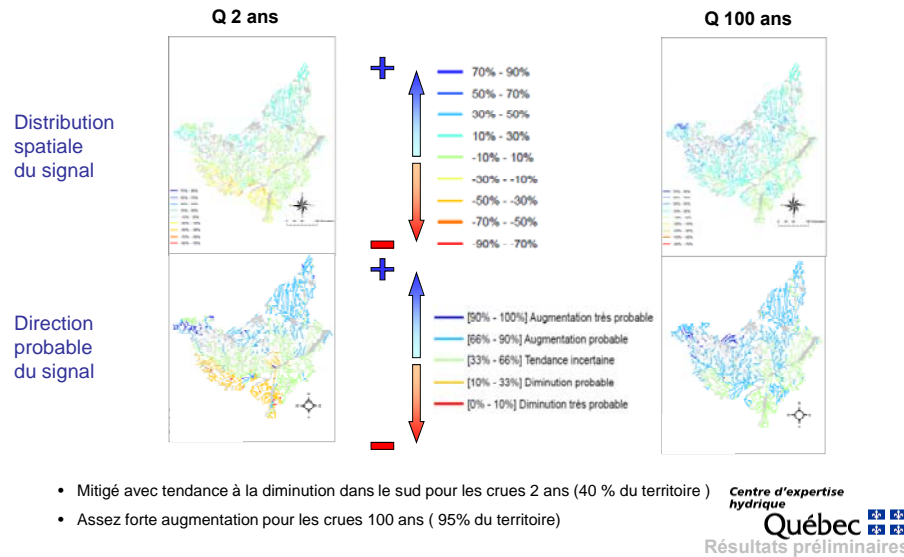 Q 2 ans
Q 100 ans
Distribution
spatiale
du signal
70% - 90%
50% - 70%
30% - 50%
10% - 30%
-10% - 10%
-30% - -10%
-50% - -30%
-70% - -50%
-90% - -70%
Direction
probable
du signal
[90% - 100%] Augmentation très probable
[66% - 90%] Augmentation probable
[33% - 66%] Tendance incertaine
[10% - 33%] Diminution probable
[0% - 10%] Diminution très probable
• Mitigé avec tendance à la diminution dans le sud pour les crues 2 ans (40 % du territoire )
• Assez forte augmentation pour les crues 100 ans ( 95% du territoire)
Centre d'expertise
hydrique
Québec
Résultats préliminaires